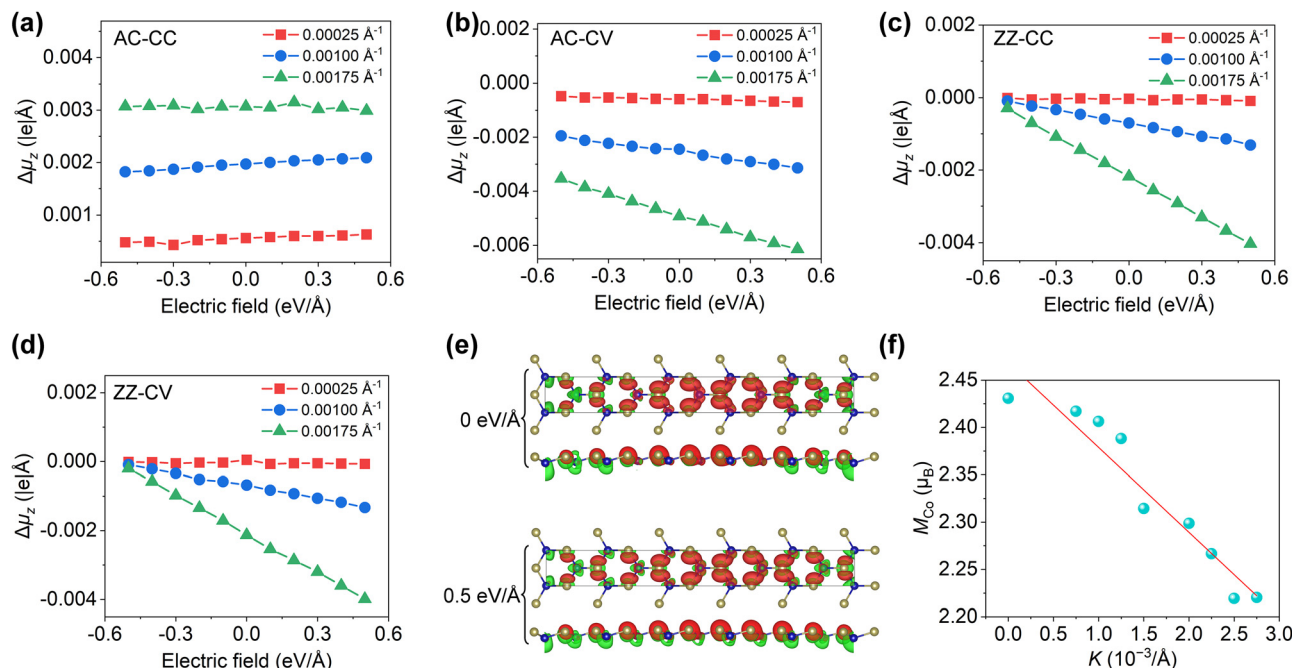 (a)
AC-CC
0.00025 Å⁻¹
0.00100 Å⁻¹
0.00175 Å⁻¹
0.004
0.003
0.002
0.001
Δμz (|e|Å)
-0.6 -0.3 0.0 0.3 0.6
Electric field (eV/Å)
(b)
AC-CV
0.00025 Å⁻¹
0.00100 Å⁻¹
0.00175 Å⁻¹
0.002
0.000
-0.002
-0.004
-0.006
Δμz (|e|Å)
-0.6 -0.3 0.0 0.3 0.6
Electric field (eV/Å)
(c)
ZZ-CC
0.00025 Å⁻¹
0.00100 Å⁻¹
0.00175 Å⁻¹
0.002
0.000
-0.002
-0.004
Δμz (|e|Å)
-0.6 -0.3 0.0 0.3 0.6
Electric field (eV/Å)
(d)
ZZ-CV
0.00025 Å⁻¹
0.00100 Å⁻¹
0.00175 Å⁻¹
0.002
0.000
-0.002
-0.004
Δμz (|e|Å)
-0.6 -0.3 0.0 0.3 0.6
Electric field (eV/Å)
(e)
0 eV/Å
0.5 eV/Å
(f)
2.45
2.40
2.35
2.30
2.25
2.20
MCo (μB)
0.0 0.5 1.0 1.5 2.0 2.5 3.0
K (10⁻³/Å)